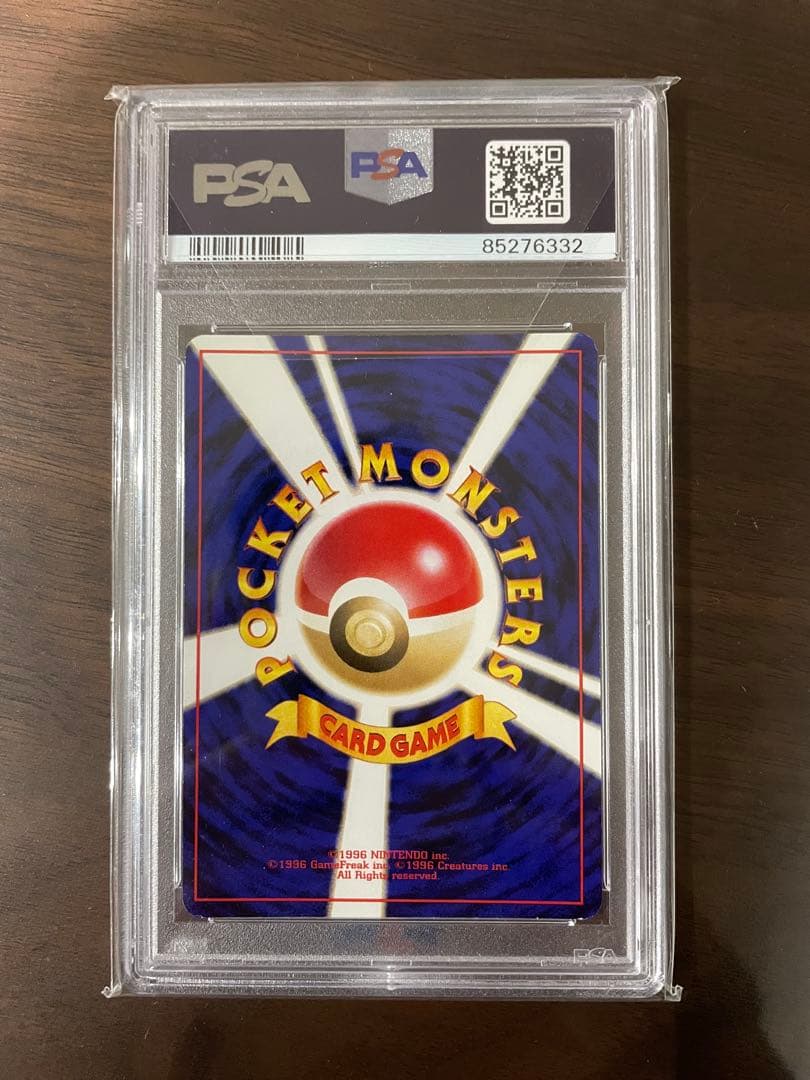 PSA
PSA
85276332
POCKET MONSTERS
CARD GAME
©1996 NINTENDO inc.
©1996 GameFreak inc. ©1996 Creatures inc.
All Rights reserved.
PSA